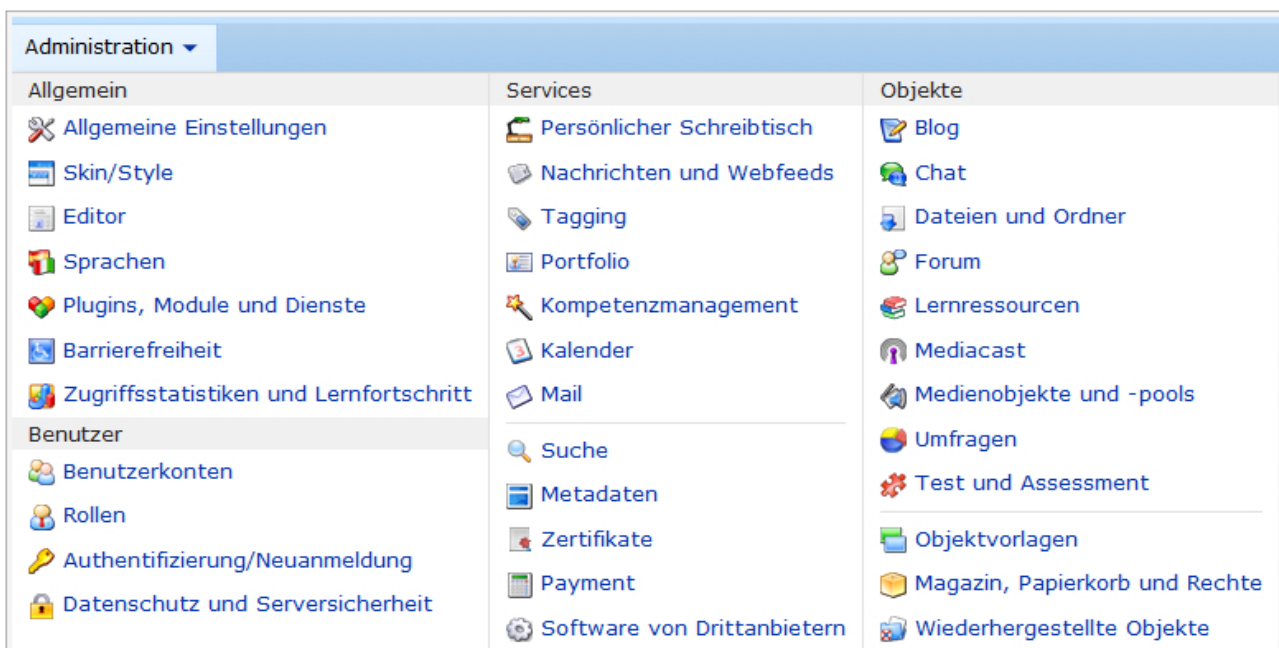 Administration
Allgemein
Allgemeine Einstellungen
Skin/Style
Editor
Sprachen
Plugins, Module und Dienste
Barrierefreiheit
Zugriffsstatistiken und Lernfortschritt
Benutzer
Benutzerkonten
Rollen
Authentifizierung/Neuanmeldung
Datenschutz und Serversicherheit
Services
Persönlicher Schreibtisch
Nachrichten und Webfeeds
Tagging
Portfolio
Kompetenzmanagement
Kalender
Mail
Suche
Metadaten
Zertifikate
Payment
Software von Drittanbietern
Objekte
Blog
Chat
Dateien und Ordner
Forum
Lernressourcen
Mediacast
Medienobjekte und -pools
Umfragen
Test und Assessment
Objektvorlagen
Magazin, Papierkorb und Rechte
Wiederhergestellte Objekte